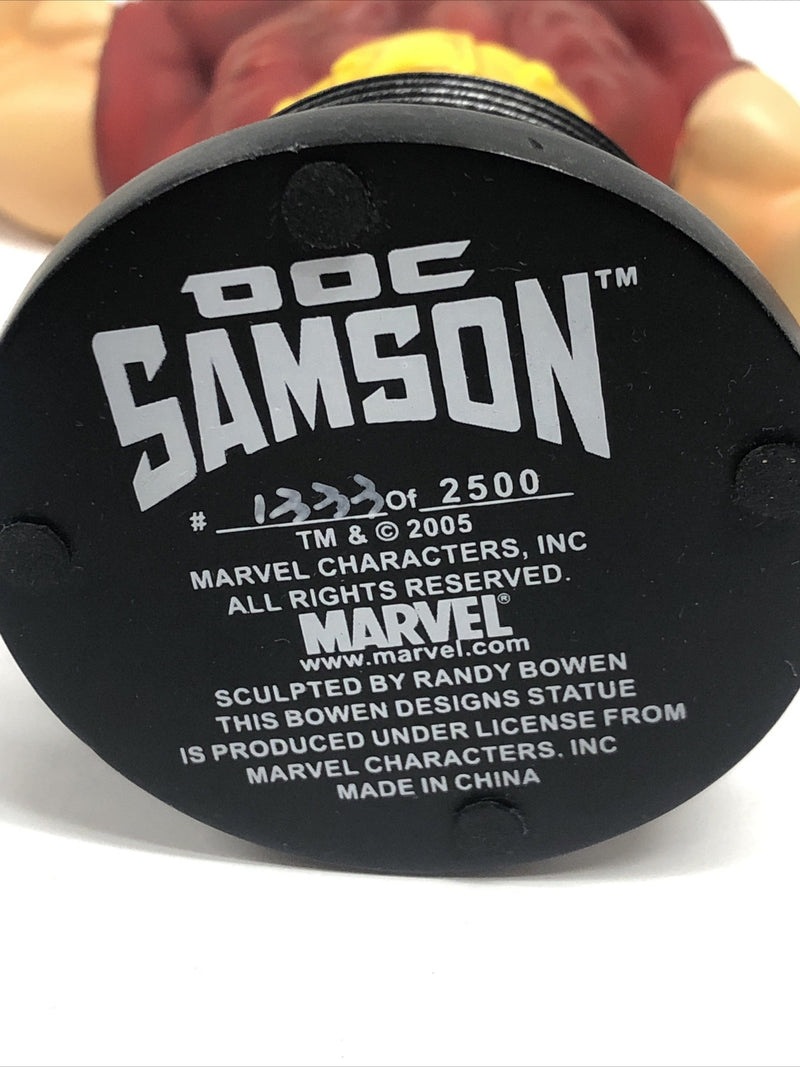 DOC
SAMSON™
# 1333 Of 2500
TM & © 2005
MARVEL CHARACTERS, INC
ALL RIGHTS RESERVED.
MARVEL®
www.marvel.com
SCULPTED BY RANDY BOWEN
THIS BOWEN DESIGNS STATUE
IS PRODUCED UNDER LICENSE FROM
MARVEL CHARACTERS. INC
MADE IN CHINA